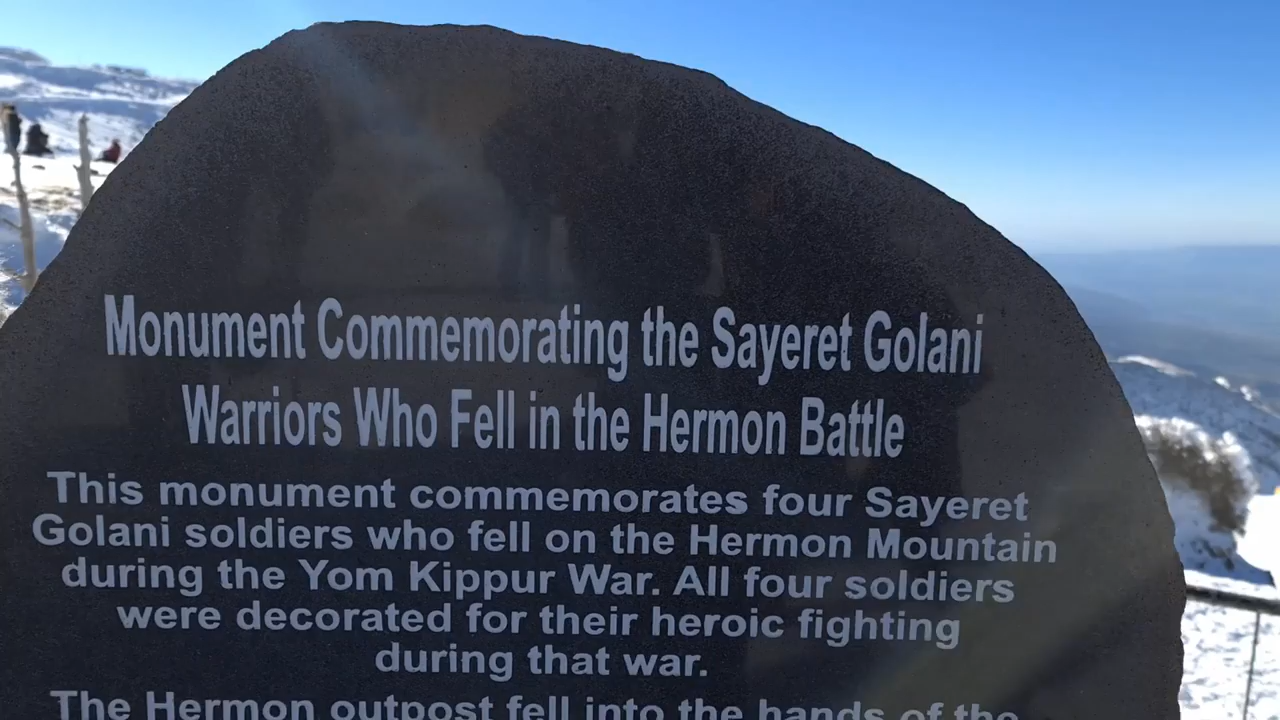 Monument Commemorating the Sayeret Golani
Warriors Who Fell in the Hermon Battle
This monument commemorates four Sayeret
Golani soldiers who fell on the Hermon Mountain
during the Yom Kippur War. All four soldiers
were decorated for their heroic fighting
during that war.
The Hermon outpost fell into the hands of the